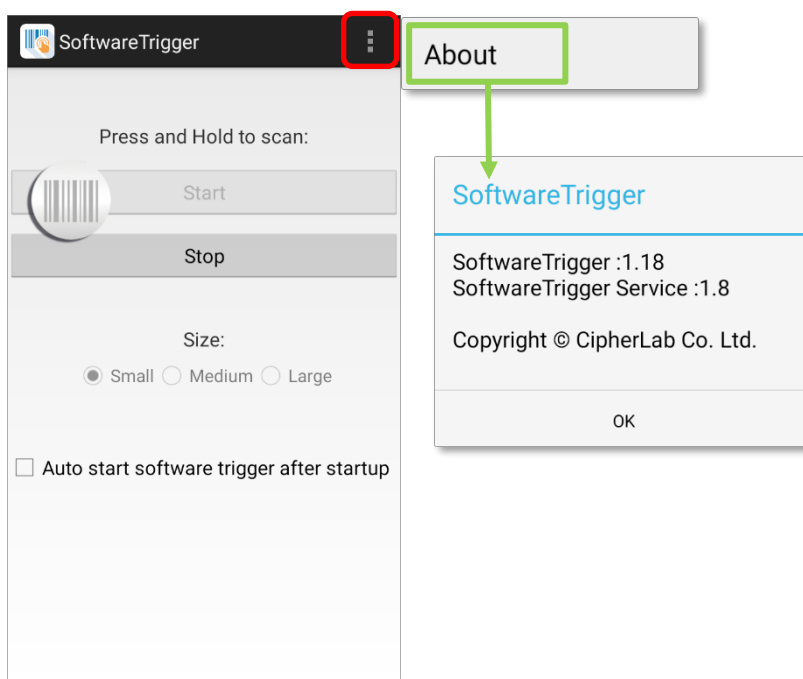 SoftwareTrigger
About
Press and Hold to scan:
Start
Stop
Size:
Small Medium Large
Auto start software trigger after startup
SoftwareTrigger
SoftwareTrigger :1.18
SoftwareTrigger Service :1.8
Copyright © CipherLab Co. Ltd.
OK